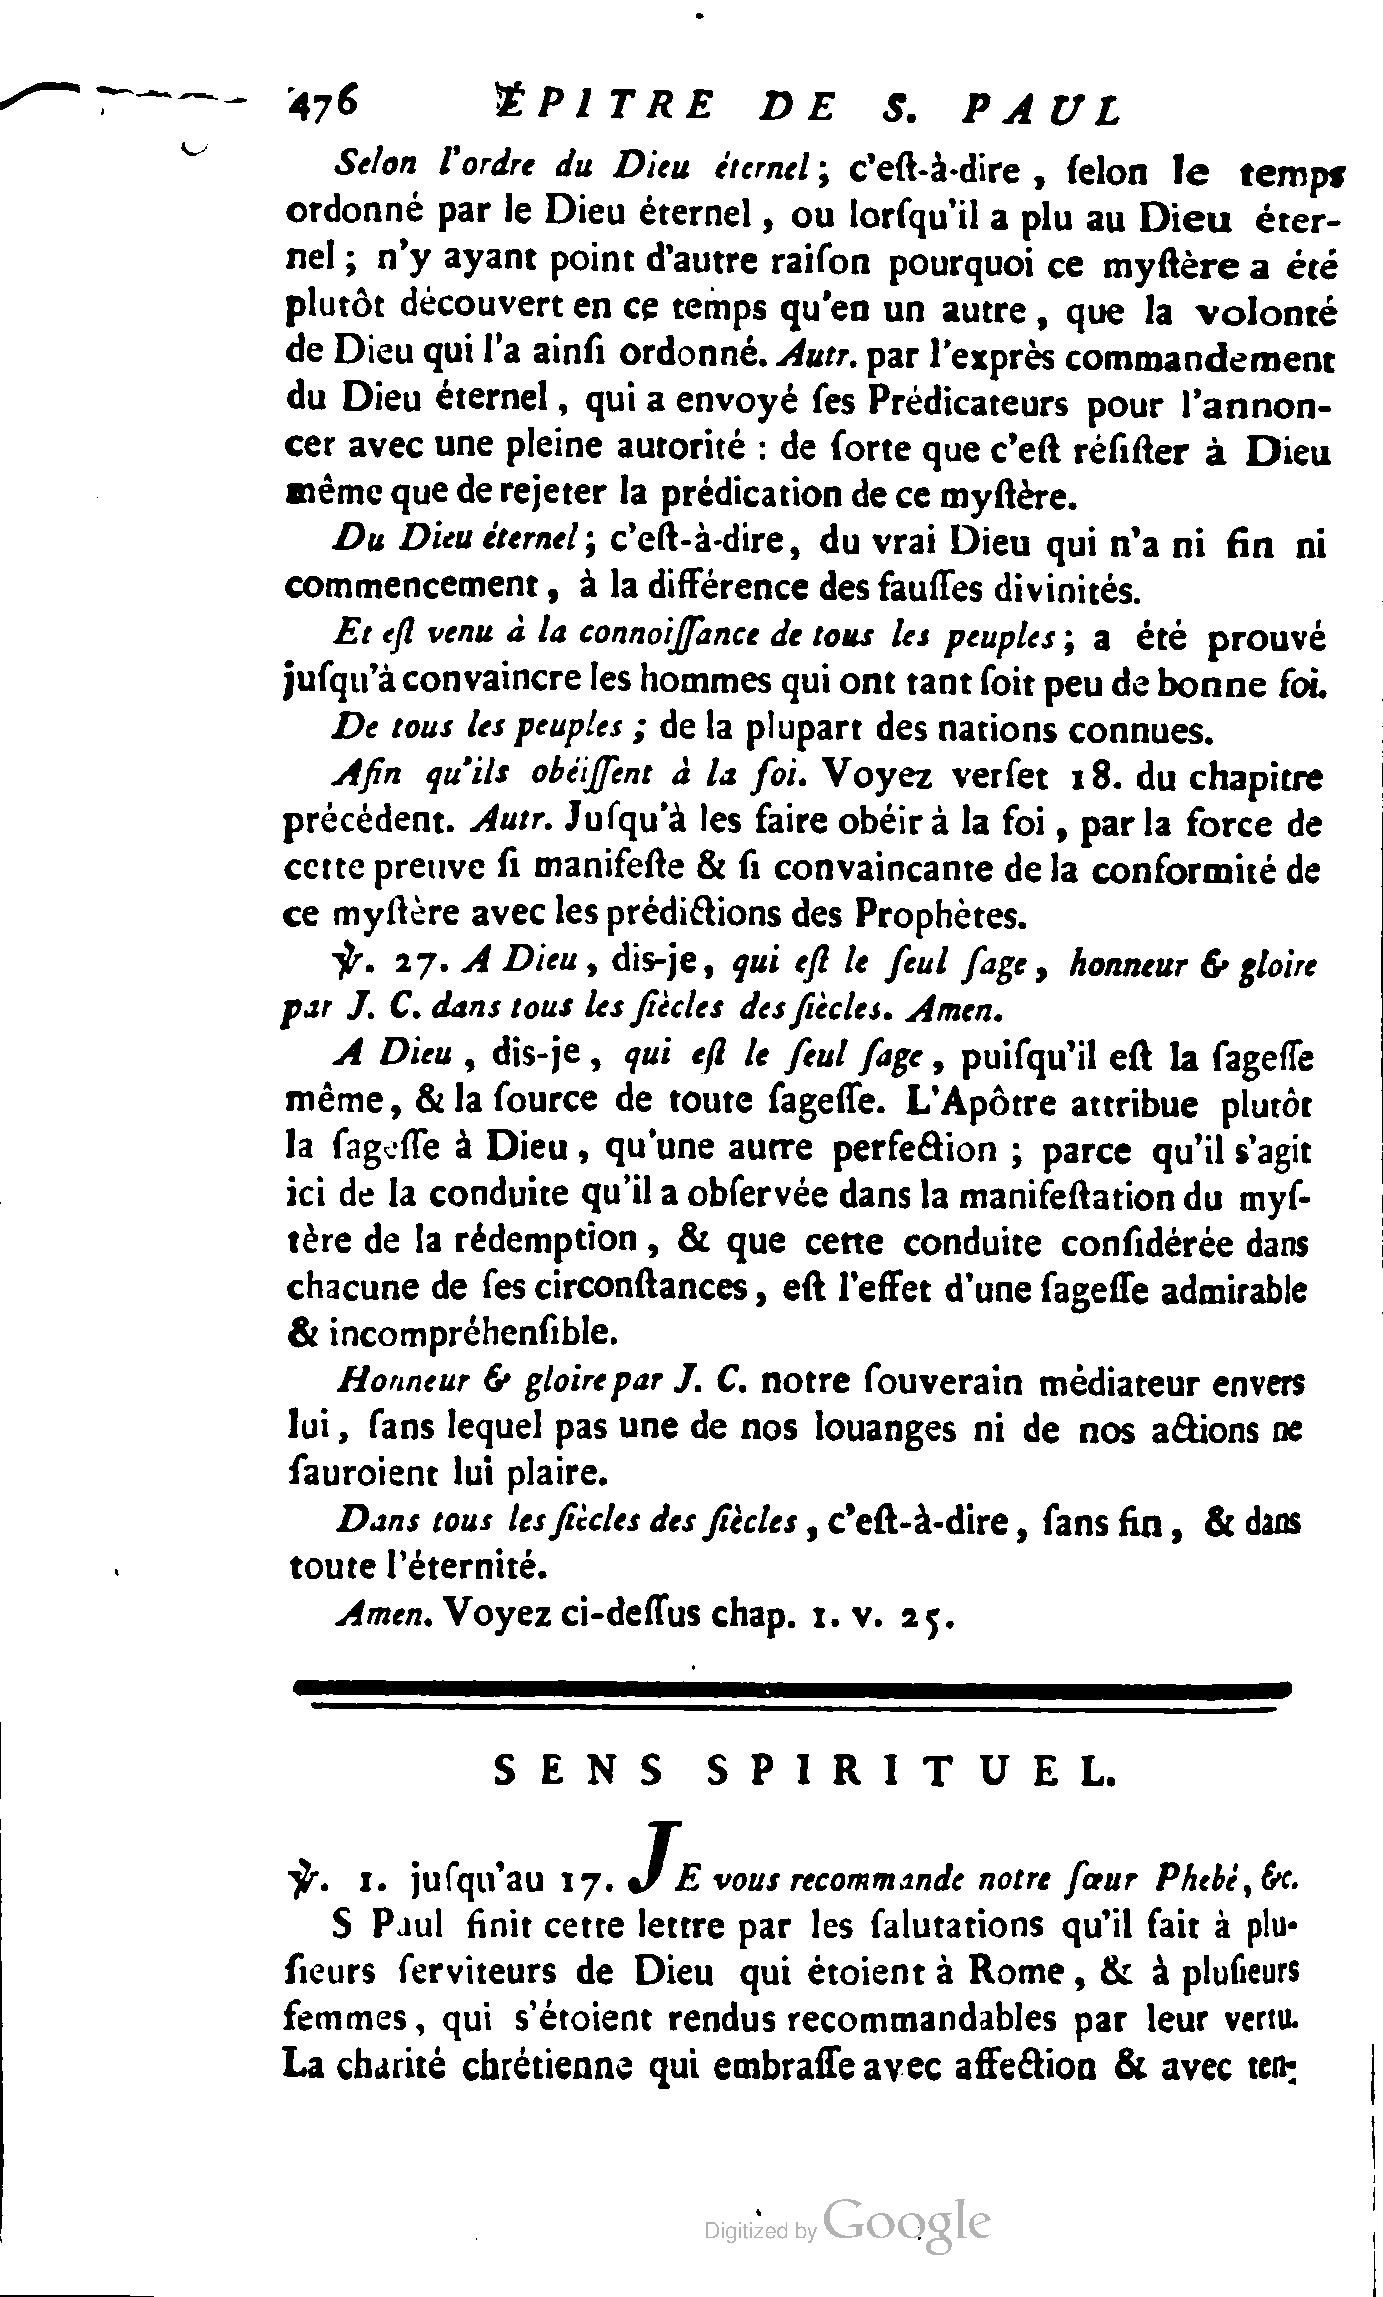 476 ÉPITRE DE S. PAUL
Selon l'ordre du Dieu éternel ; c'eſt-à-dire , ſelon le temps
ordonné par le Dieu éternel , ou lorſqu'il a plu au Dieu éter-
nel ; n'y ayant point d'autre raiſon pourquoi ce myſtère a été
plutôt découvert en ce temps qu'en un autre , que la volonté
de Dieu qui l'a ainſi ordonné. Autr. par l'exprès commandement
du Dieu éternel , qui a envoyé ſes Prédicateurs pour l'annon-
cer avec une pleine autorité : de ſorte que c'eſt réſiſter à Dieu
même que de rejeter la prédication de ce myſtère.
Du Dieu éternel ; c'eſt-à-dire, du vrai Dieu qui n'a ni fin ni
commencement , à la différence des fauſſes divinités.
Et eſt venu à la connoiſſance de tous les peuples ; a été prouvé
juſqu'à convaincre les hommes qui ont tant ſoit peu de bonne foi.
De tous les peuples ; de la plupart des nations connues.
Afin qu'ils obéiſſent à la foi. Voyez verſet 18. du chapitre
précédent. Autr. Juſqu'à les faire obéir à la foi , par la force de
cette preuve ſi manifeſte & ſi convaincante de la conformité de
ce myſtère avec les prédictions des Prophètes.
℣. 27. A Dieu , dis-je , qui eſt le ſeul ſage , honneur & gloire
par J. C. dans tous les ſiècles des ſiècles. Amen.
A Dieu , dis-je , qui eſt le ſeul ſage , puiſqu'il eſt la ſageſſe
même , & la ſource de toute ſageſſe. L'Apôtre attribue plutôt
la ſageſſe à Dieu , qu'une autre perfection ; parce qu'il s'agit
ici de la conduite qu'il a obſervée dans la manifeſtation du myſ-
tère de la rédemption , & que cette conduite conſidérée dans
chacune de ſes circonſtances , eſt l'effet d'une ſageſſe admirable
& incompréhenſible.
Honneur & gloire par J. C. notre ſouverain médiateur envers
lui , ſans lequel pas une de nos louanges ni de nos actions ne
ſauroient lui plaire.
Dans tous les ſiècles des ſiècles , c'eſt-à-dire , ſans fin , & dans
toute l'éternité.
Amen. Voyez ci-deſſus chap. 1. v. 25.
SENS SPIRITUEL.
℣. 1. juſqu'au 17. JE vous recommande notre ſœur Phebé, &c.
S Paul finit cette lettre par les ſalutations qu'il fait à plu-
ſieurs ſerviteurs de Dieu qui étoient à Rome , & à pluſieurs
femmes , qui s'étoient rendus recommandables par leur vertu.
La charité chrétienne qui embraſſe avec affection & avec ten-
Digitized by Google